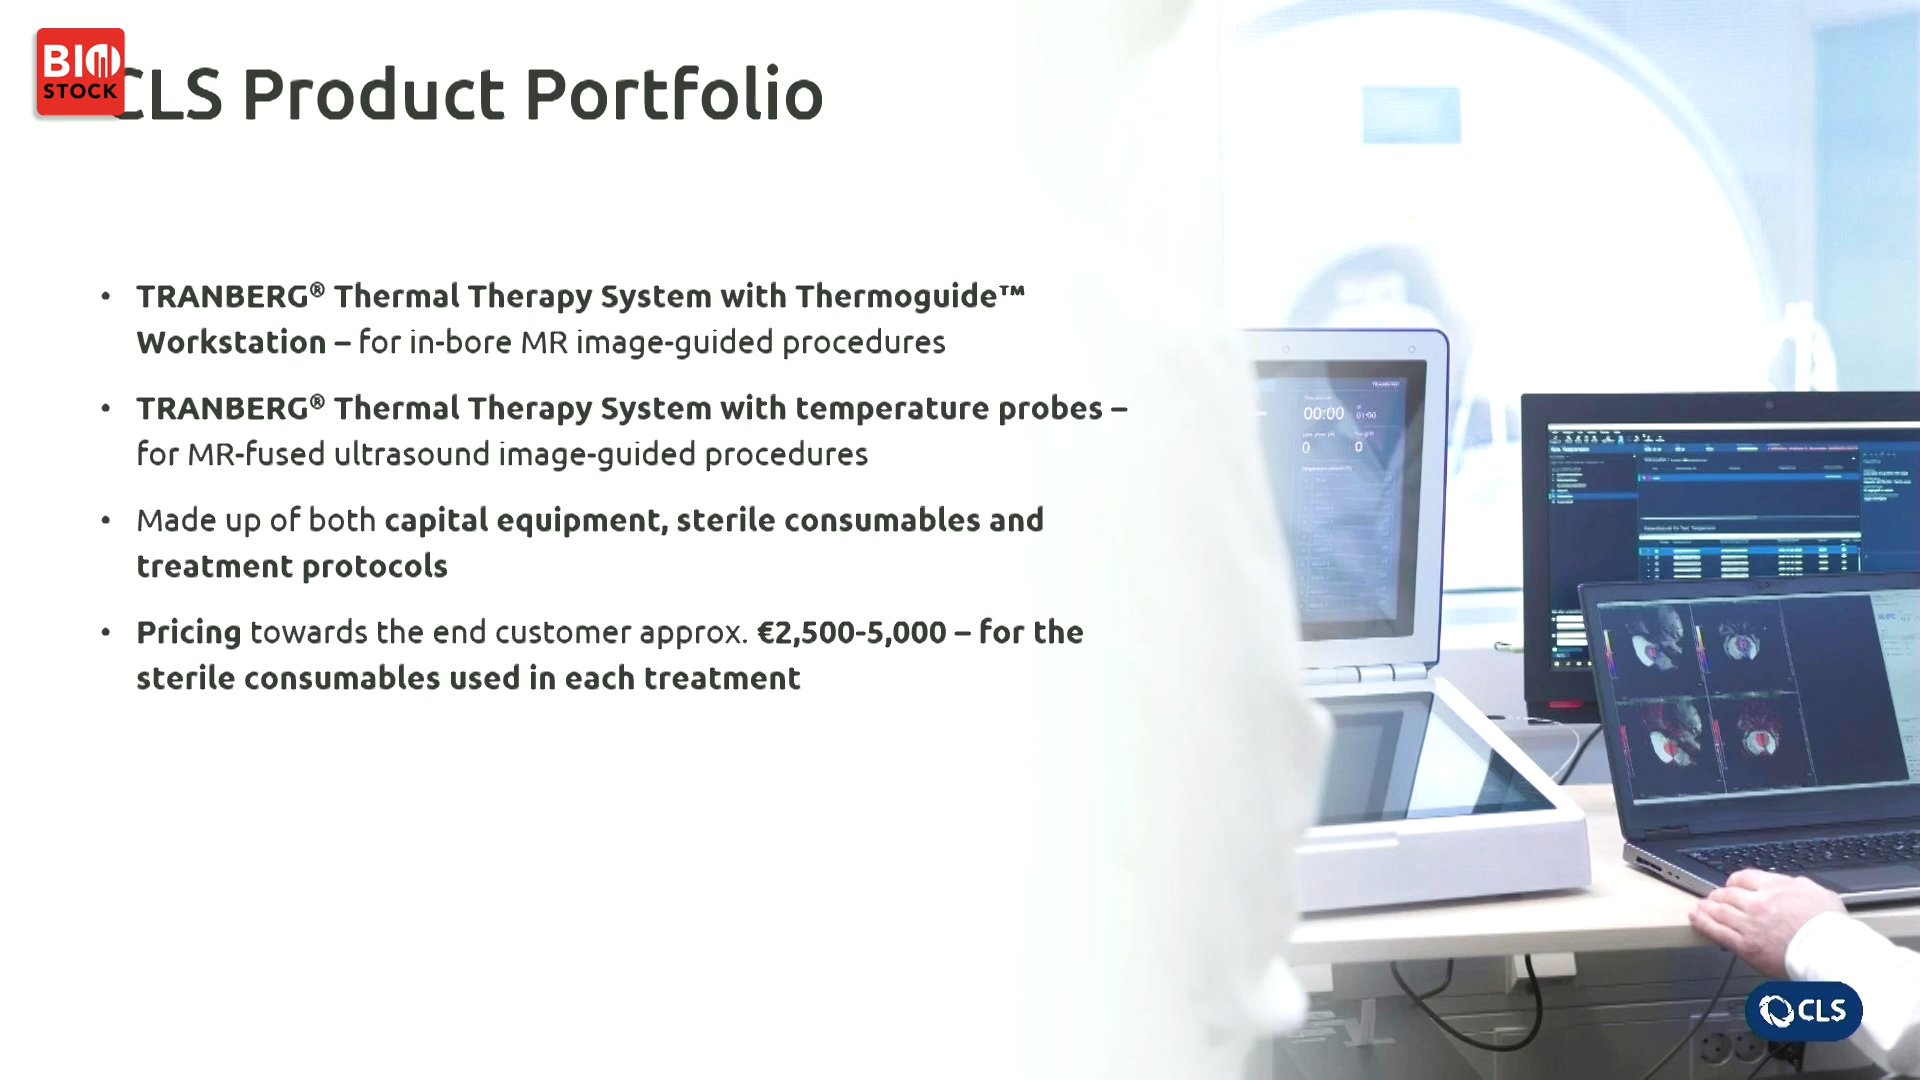 BIO
STOCK
CLS Product Portfolio
• TRANBERG® Thermal Therapy System with Thermoguide™
Workstation – for in-bore MR image-guided procedures
• TRANBERG® Thermal Therapy System with temperature probes –
for MR-fused ultrasound image-guided procedures
• Made up of both capital equipment, sterile consumables and
treatment protocols
• Pricing towards the end customer approx. €2,500-5,000 – for the
sterile consumables used in each treatment
00:00
0 0
CLS